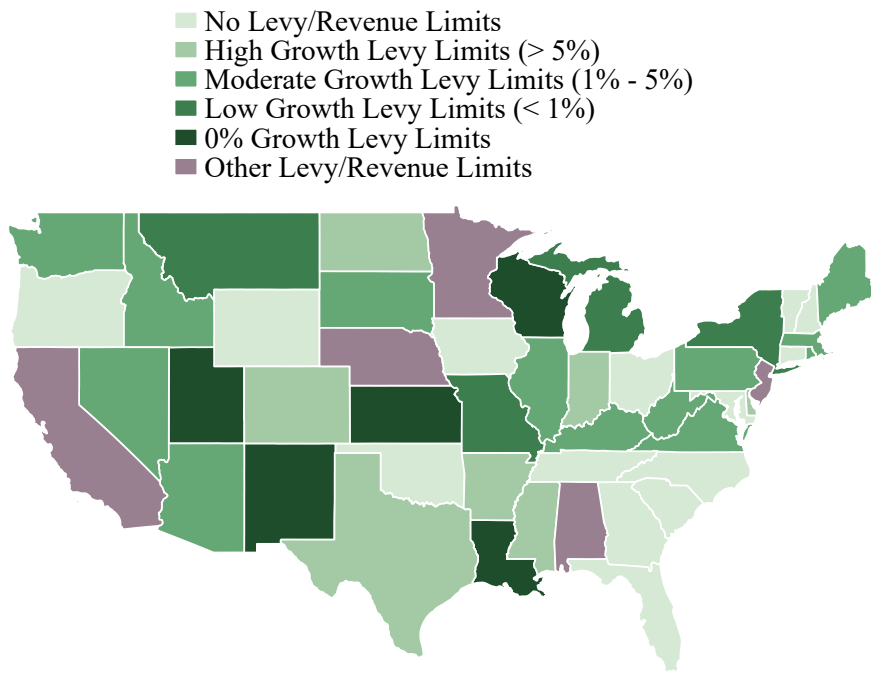 No Levy/Revenue Limits
High Growth Levy Limits (> 5%)
Moderate Growth Levy Limits (1% - 5%)
Low Growth Levy Limits (< 1%)
0% Growth Levy Limits
Other Levy/Revenue Limits